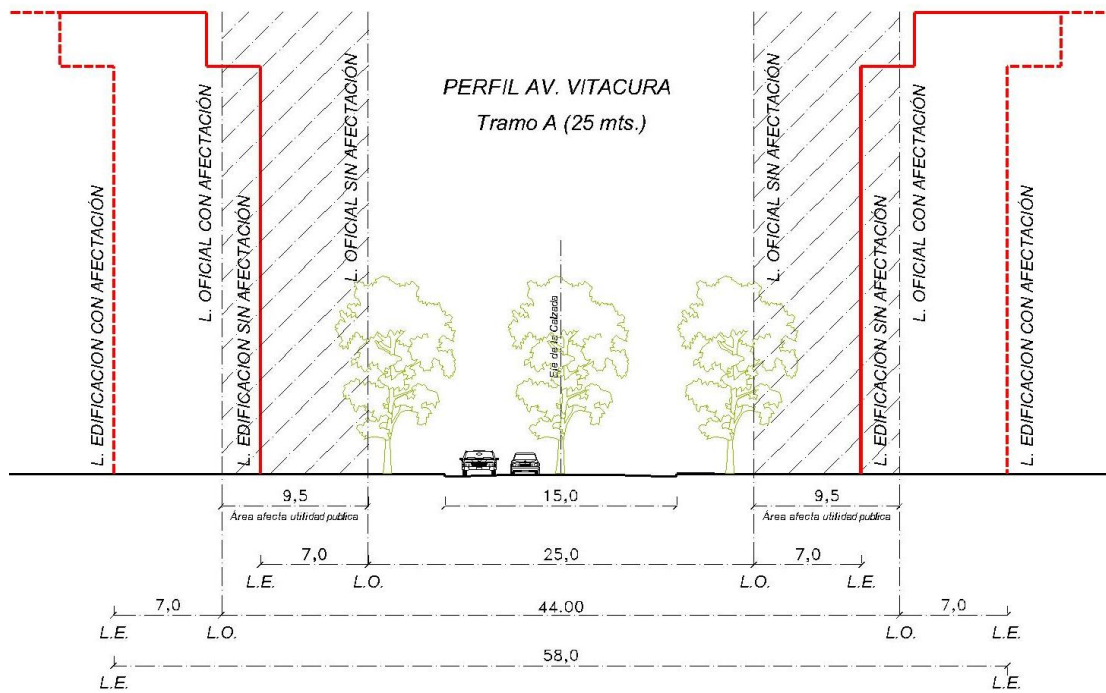 PERFIL AV. VITACURA
Tramo A (25 mts.)
L. EDIFICACION CON AFECTACIÓN
L. OFICIAL CON AFECTACIÓN
L. EDIFICACION SIN AFECTACIÓN
L. OFICIAL SIN AFECTACIÓN
Eje de la Calzada
L. OFICIAL SIN AFECTACIÓN
L. EDIFICACION SIN AFECTACIÓN
L. OFICIAL CON AFECTACIÓN
L. EDIFICACION CON AFECTACIÓN
9,5 15,0 9,5
Área afecta utilidad publica Área afecta utilidad publica
7,0 25,0 7,0
L.E. L.O. L.O. L.E.
7,0 44.00 7,0
L.E. L.O. L.O. L.E.
58,0
L.E. L.E.